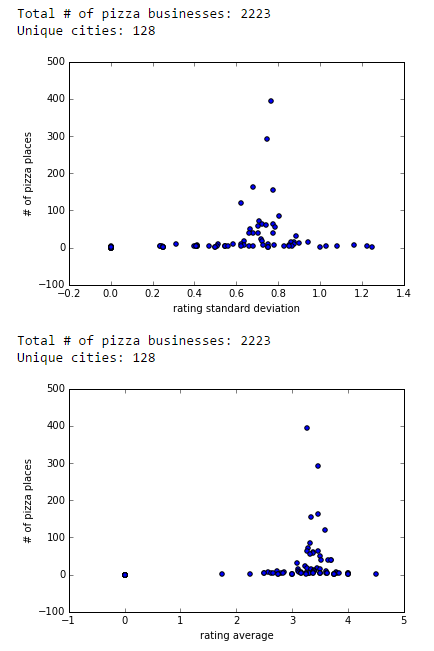 Total # of pizza businesses: 2223
Unique cities: 128
500
400
300
200
100
0
−100
# of pizza places
−0.2 0.0 0.2 0.4 0.6 0.8 1.0 1.2 1.4
rating standard deviation
Total # of pizza businesses: 2223
Unique cities: 128
500
400
300
200
100
0
−100
# of pizza places
−1 0 1 2 3 4 5
rating average